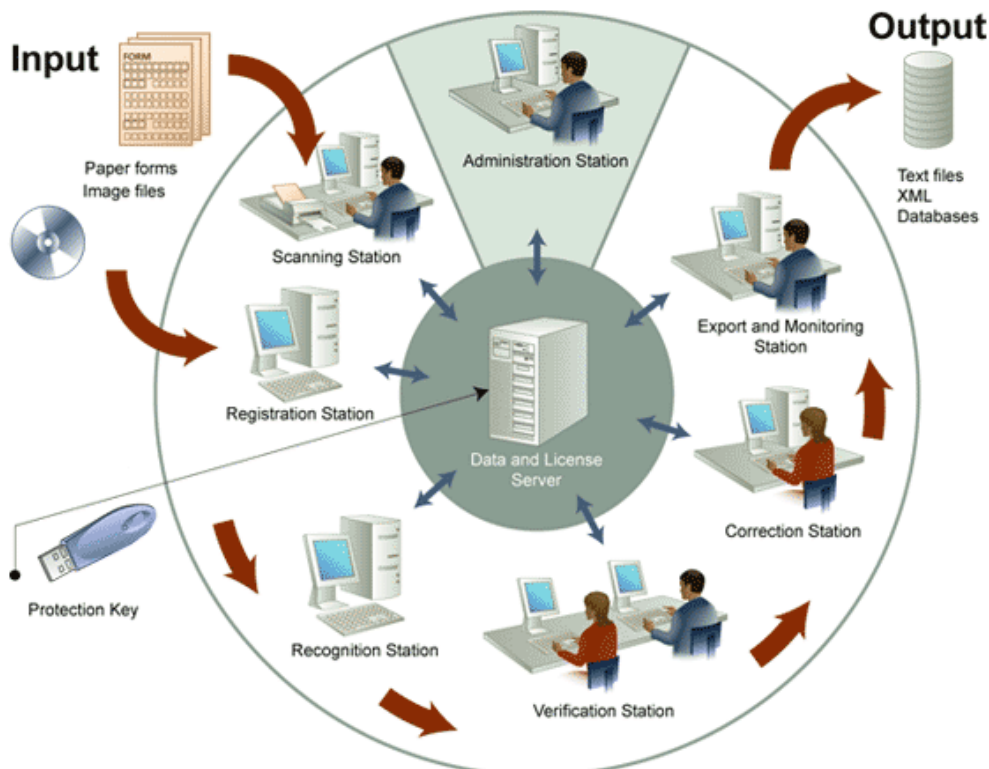 Input
Output
FORM
Paper forms
Image files
Administration Station
Text files
XML
Databases
Scanning Station
Export and Monitoring
Station
Registration Station
Data and License
Server
Correction Station
Protection Key
Recognition Station
Verification Station